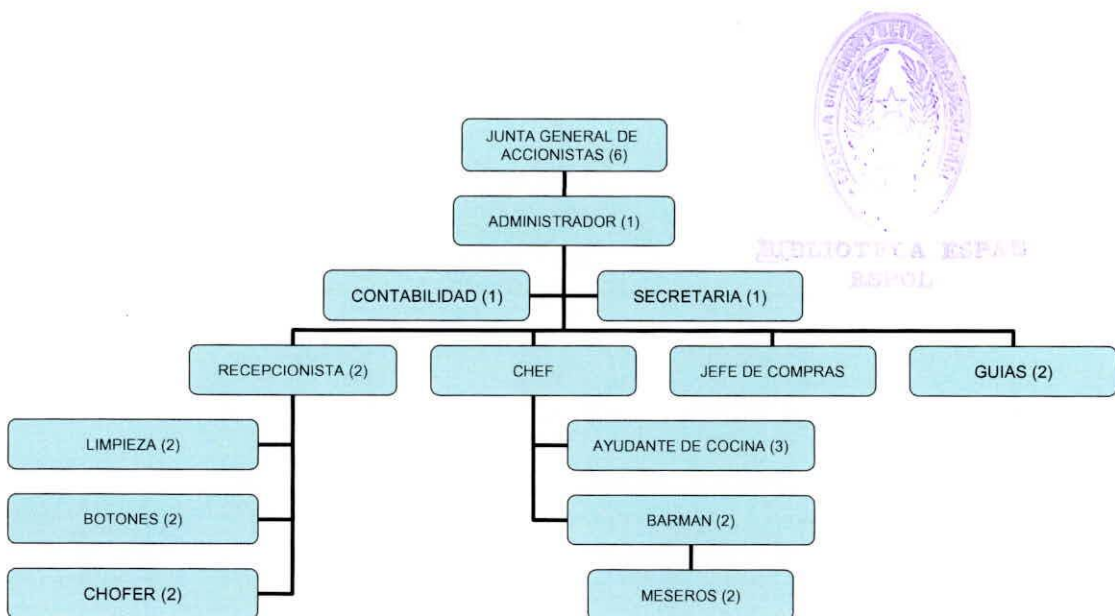 JUNTA GENERAL DE
ACCIONISTAS (6)
ADMINISTRADOR (1)
CONTABILIDAD (1)
SECRETARIA (1)
RECEPCIONISTA (2)
CHEF
JEFE DE COMPRAS
GUIAS (2)
LIMPIEZA (2)
AYUDANTE DE COCINA (3)
BOTONES (2)
BARMAN (2)
CHOFER (2)
MESEROS (2)